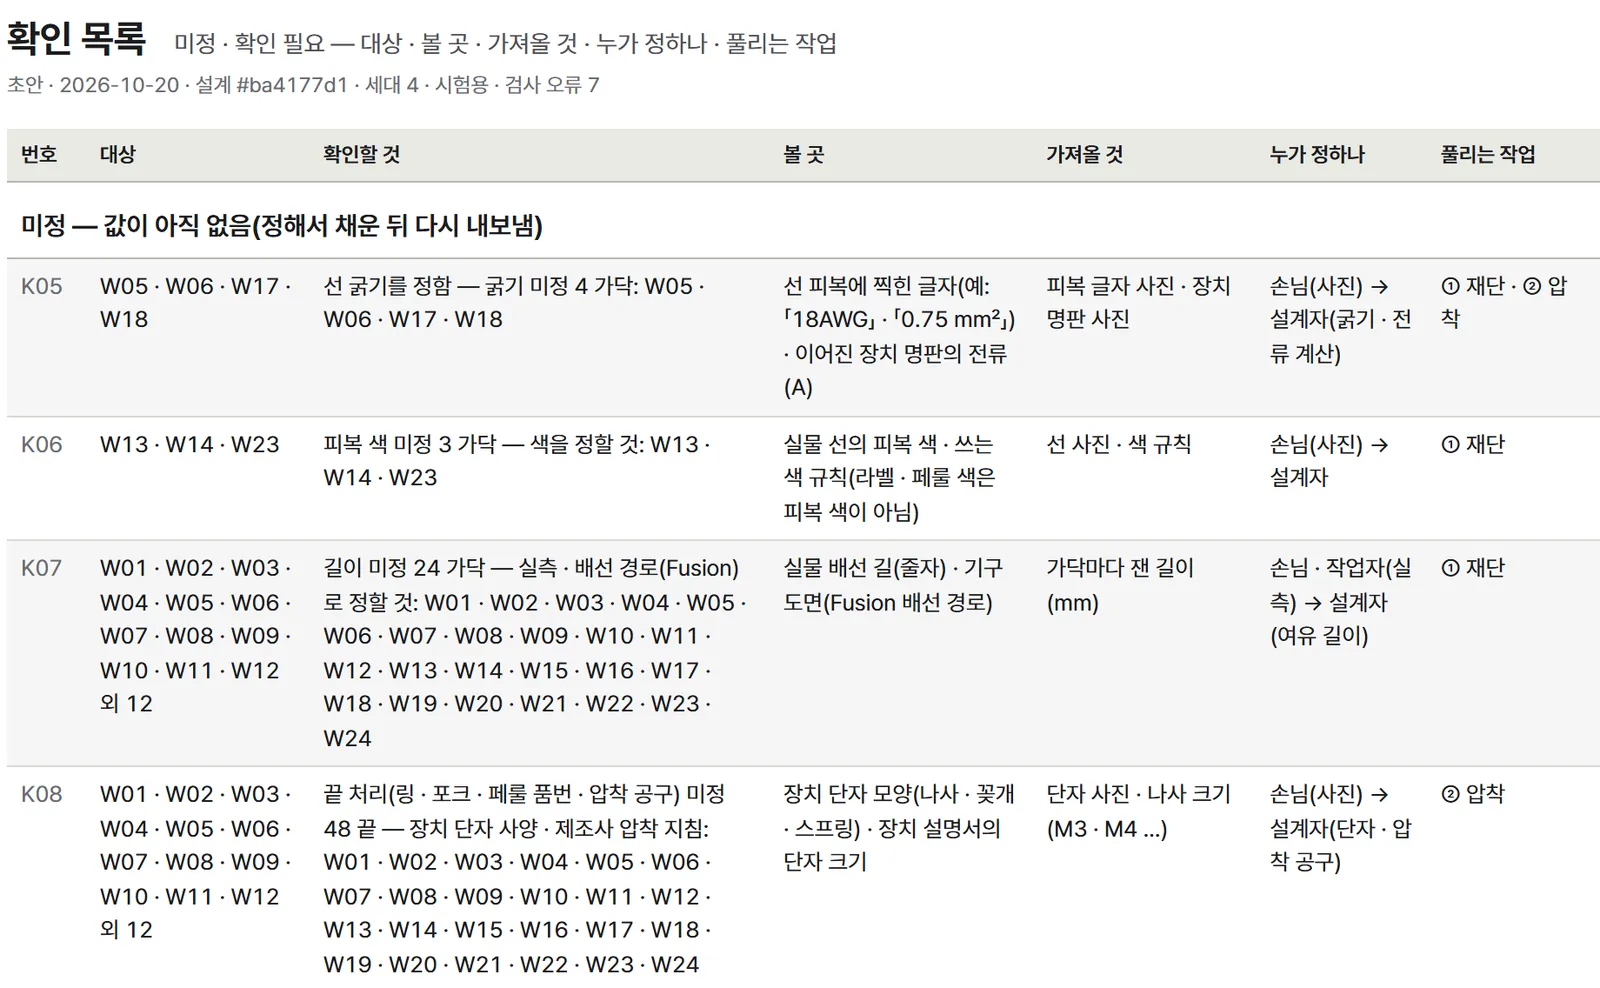 확인 목록 미정 · 확인 필요 — 대상 · 볼 곳 · 가져올 것 · 누가 정하나 · 풀리는 작업
초안 · 2026-10-20 · 설계 #ba4177d1 · 세대 4 · 시험용 · 검사 오류 7
번호 대상 확인할 것 볼 곳 가져올 것 누가 정하나 풀리는 작업
미정 — 값이 아직 없음(정해서 채운 뒤 다시 내보냄)
K05
W05 · W06 · W17 ·
W18
선 굵기를 정함 — 굵기 미정 4 가닥: W05 ·
W06 · W17 · W18
선 피복에 찍힌 글자(예:
「18AWG」 · 「0.75 mm²」)
· 이어진 장치 명판의 전류
(A)
피복 글자 사진 · 장치
명판 사진
손님(사진) →
설계자(굵기 · 전
류 계산)
① 재단 · ② 압
착
K06
W13 · W14 · W23
피복 색 미정 3 가닥 — 색을 정할 것: W13 ·
W14 · W23
실물 선의 피복 색 · 쓰는
색 규칙(라벨 · 페룰 색은
피복 색이 아님)
선 사진 · 색 규칙
손님(사진) →
설계자
① 재단
K07
W01 · W02 · W03 ·
W04 · W05 · W06 ·
W07 · W08 · W09 ·
W10 · W11 · W12
외 12
길이 미정 24 가닥 — 실측 · 배선 경로(Fusion)
로 정할 것: W01 · W02 · W03 · W04 · W05 ·
W06 · W07 · W08 · W09 · W10 · W11 ·
W12 · W13 · W14 · W15 · W16 · W17 ·
W18 · W19 · W20 · W21 · W22 · W23 ·
W24
실물 배선 길(줄자) · 기구
도면(Fusion 배선 경로)
가닥마다 잰 길이
(mm)
손님 · 작업자(실
측) → 설계자
(여유 길이)
① 재단
K08
W01 · W02 · W03 ·
W04 · W05 · W06 ·
W07 · W08 · W09 ·
W10 · W11 · W12
외 12
끝 처리(링 · 포크 · 페룰 품번 · 압착 공구) 미정
48 끝 — 장치 단자 사양 · 제조사 압착 지침:
W01 · W02 · W03 · W04 · W05 · W06 ·
W07 · W08 · W09 · W10 · W11 · W12 ·
W13 · W14 · W15 · W16 · W17 · W18 ·
W19 · W20 · W21 · W22 · W23 · W24
장치 단자 모양(나사 · 꽂개
· 스프링) · 장치 설명서의
단자 크기
단자 사진 · 나사 크기
(M3 · M4 ...)
손님(사진) →
설계자(단자 · 압
착 공구)
② 압착